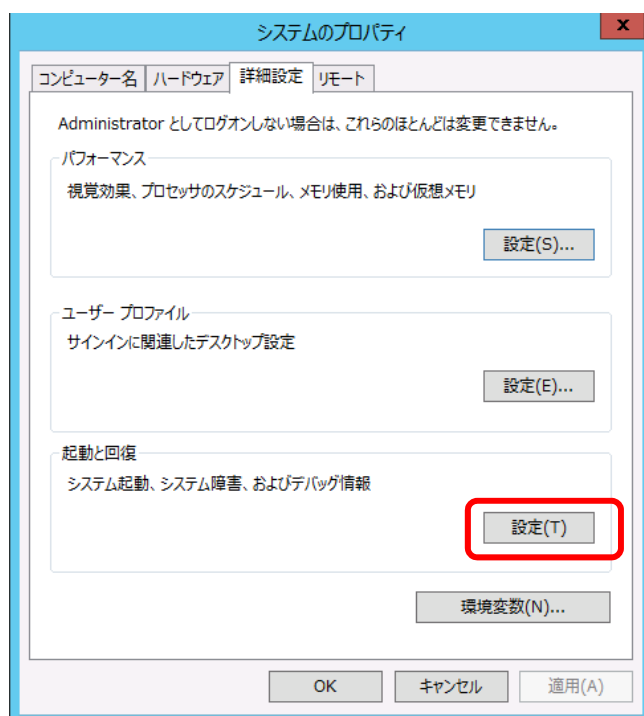 システムのプロパティ
x
コンピューター名 ハードウェア 詳細設定 リモート
Administrator としてログオンしない場合は、これらのほとんどは変更できません。
パフォーマンス
視覚効果、プロセッサのスケジュール、メモリ使用、および仮想メモリ
設定(S)...
ユーザー プロファイル
サインインに関連したデスクトップ設定
設定(E)...
起動と回復
システム起動、システム障害、およびデバッグ情報
設定(T)
環境変数(N)...
OK キャンセル 適用(A)